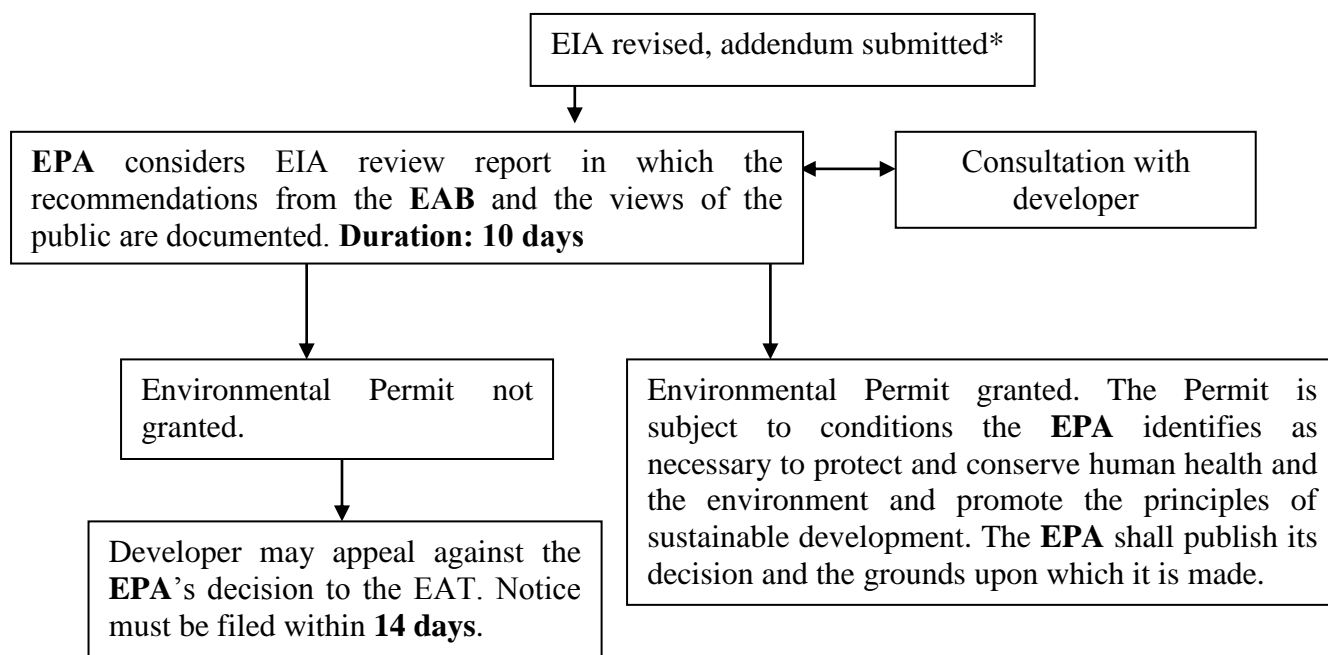 EIA revised, addendum submitted*
EPA considers EIA review report in which the
recommendations from the EAB and the views of the
public are documented. Duration: 10 days
Consultation with
developer
Environmental Permit not
granted.
Environmental Permit granted. The Permit is
subject to conditions the EPA identifies as
necessary to protect and conserve human health and
the environment and promote the principles of
sustainable development. The EPA shall publish its
decision and the grounds upon which it is made.
Developer may appeal against the
EPA's decision to the EAT. Notice
must be filed within 14 days.